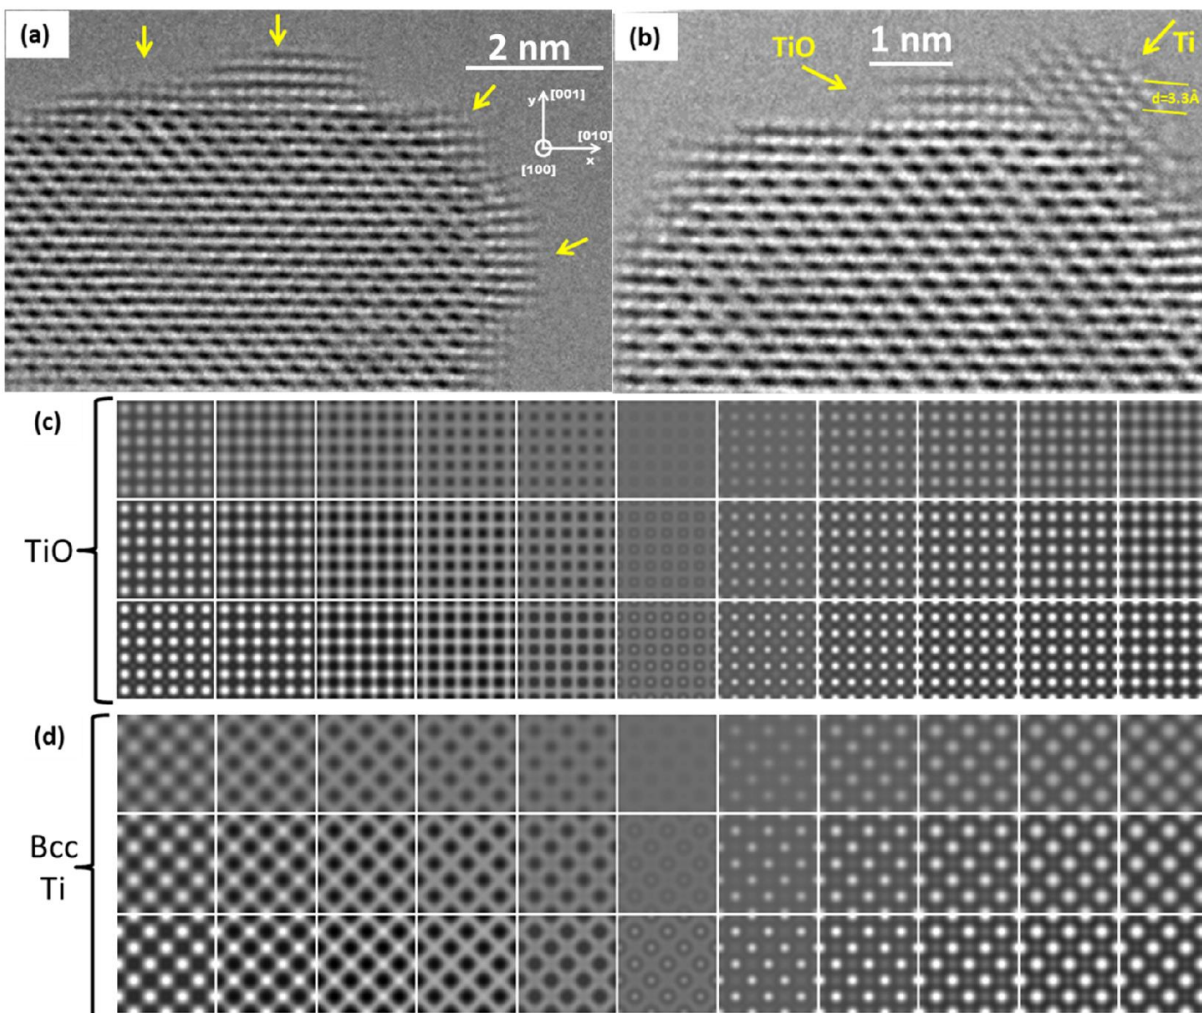 (a)
2 nm
y
[001]
[010]
x
[100]
(b)
TiO
1 nm
Ti
d=3.3Å
(c)
TiO
(d)
Bcc
Ti